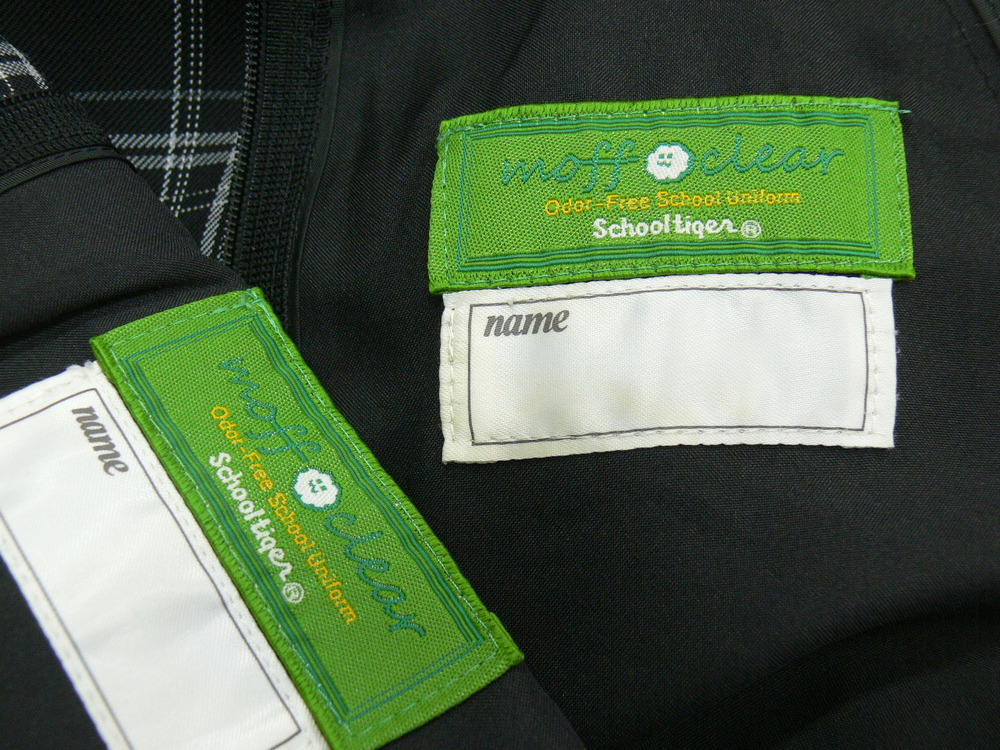 moff clear
Odor-Free School Uniform
Schooltiger®
name
moff clear
Odor-Free School Uniform
Schooltiger®
name